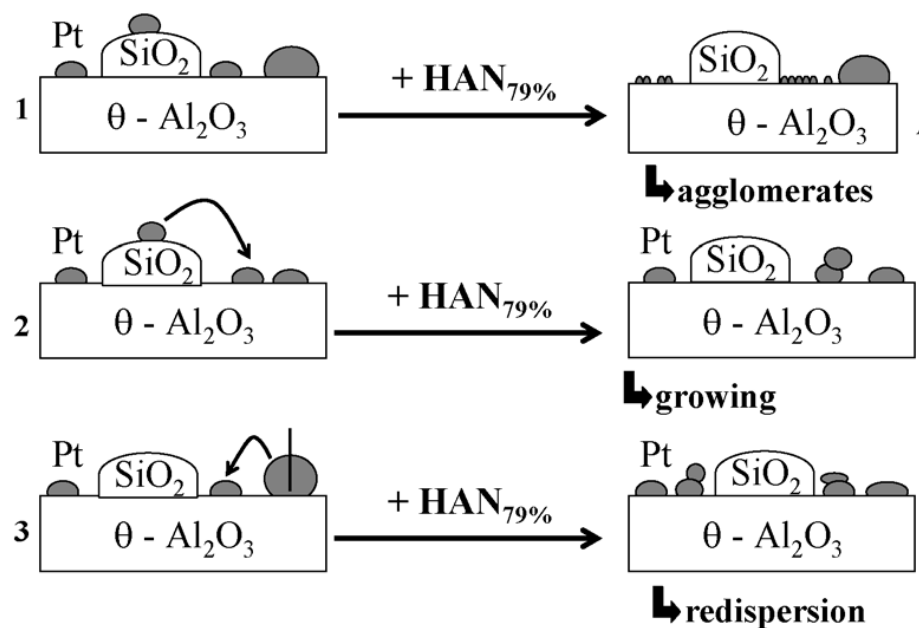 Pt SiO₂ + HAN₇₉% SiO₂
1 θ - Al₂O₃ θ - Al₂O₃
agglomerates
Pt SiO₂ + HAN₇₉% Pt SiO₂
2 θ - Al₂O₃ θ - Al₂O₃
growing
Pt SiO₂ + HAN₇₉% Pt SiO₂
3 θ - Al₂O₃ θ - Al₂O₃
redispersion